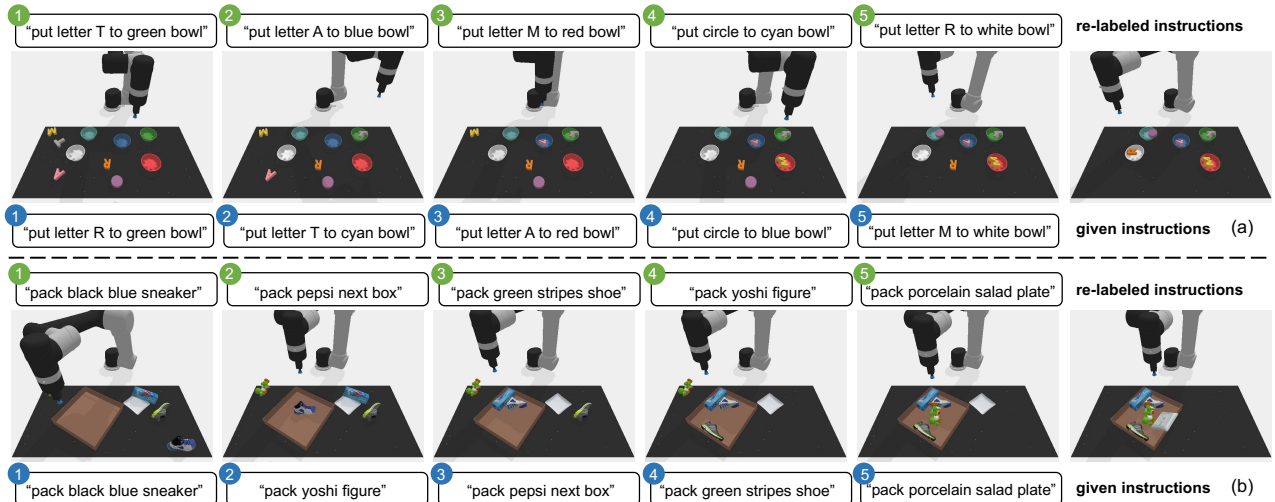 1 2 3 4 5
"put letter T to green bowl" "put letter A to blue bowl" "put letter M to red bowl" "put circle to cyan bowl" "put letter R to white bowl" re-labeled instructions
1 2 3 4 5
"put letter R to green bowl" "put letter T to cyan bowl" "put letter A to red bowl" "put circle to blue bowl" "put letter M to white bowl" given instructions (a)
1 2 3 4 5
"pack black blue sneaker" "pack pepsi next box" "pack green stripes shoe" "pack yoshi figure" "pack porcelain salad plate" re-labeled instructions
1 2 3 4 5
"pack black blue sneaker" "pack yoshi figure" "pack pepsi next box" "pack green stripes shoe" "pack porcelain salad plate" given instructions (b)